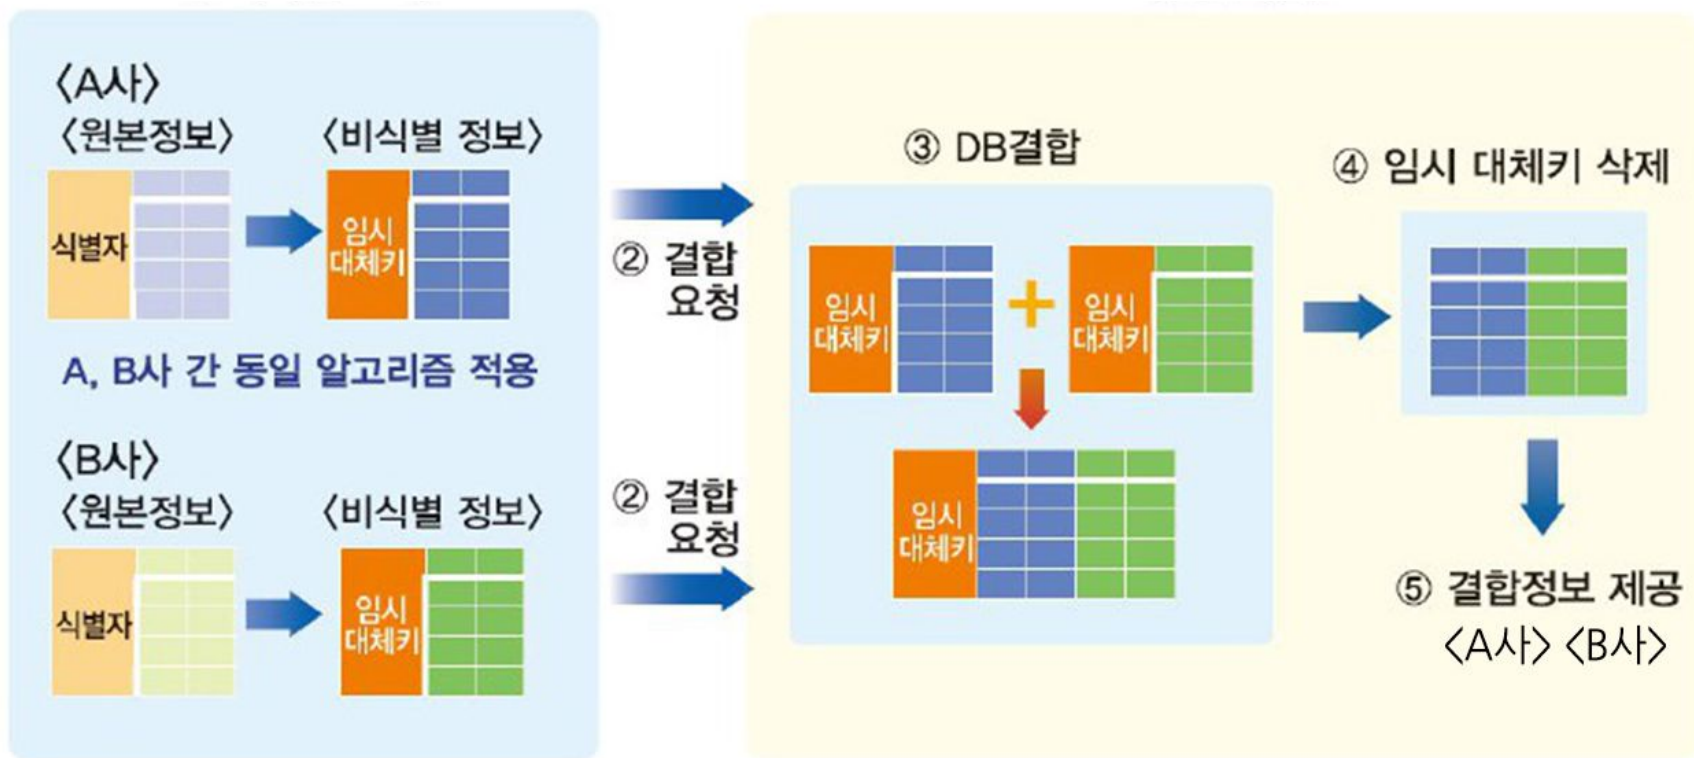 〈A사〉
〈원본정보〉
〈비식별 정보〉
식별자
임시
대체키
A, B사 간 동일 알고리즘 적용
〈B사〉
〈원본정보〉
〈비식별 정보〉
식별자
임시
대체키
② 결합
요청
② 결합
요청
③ DB결합
임시
대체키
임시
대체키
임시
대체키
④ 임시 대체키 삭제
⑤ 결합정보 제공
〈A사〉〈B사〉